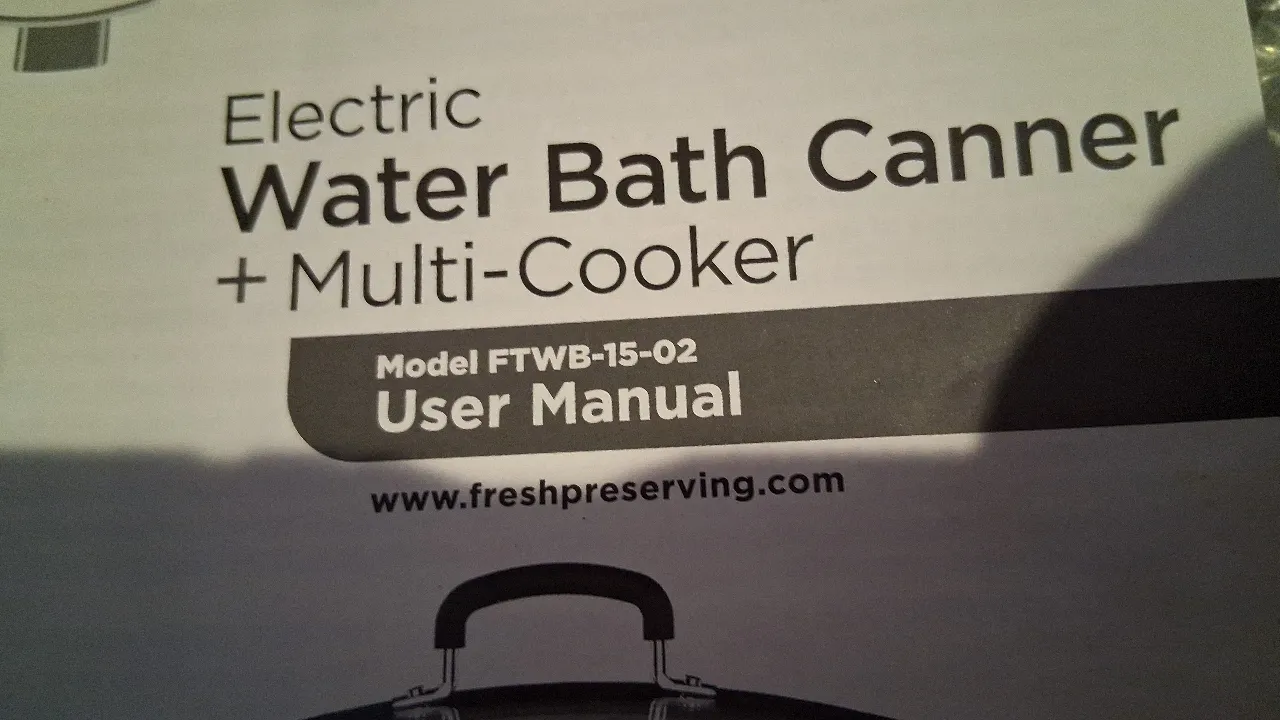 Electric
Water Bath Canner
+ Multi-Cooker
Model FTWB-15-02
User Manual
www.freshpreserving.com